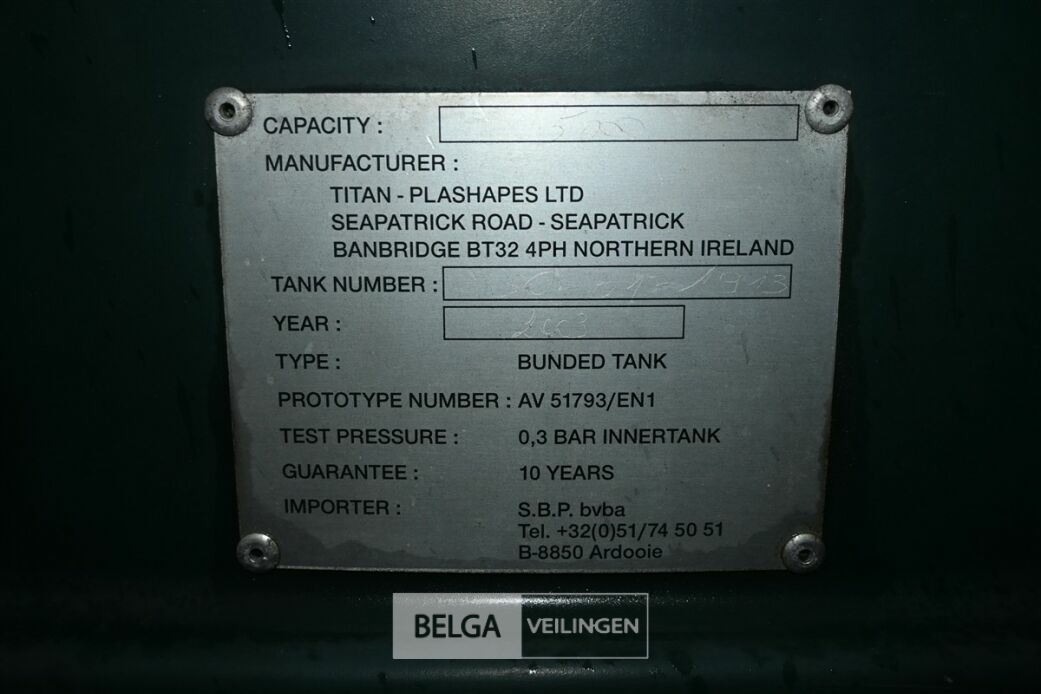 CAPACITY : 5000
MANUFACTURER :
TITAN - PLASHAPES LTD
SEAPATRICK ROAD - SEAPATRICK
BANBRIDGE BT32 4PH NORTHERN IRELAND
TANK NUMBER :
YEAR : 2003
TYPE : BUNDED TANK
PROTOTYPE NUMBER : AV 51793/EN1
TEST PRESSURE : 0,3 BAR INNERTANK
GUARANTEE : 10 YEARS
IMPORTER : S.B.P. bvba
Tel. +32(0)51/74 50 51
B-8850 Ardooie
BELGA VEILINGEN